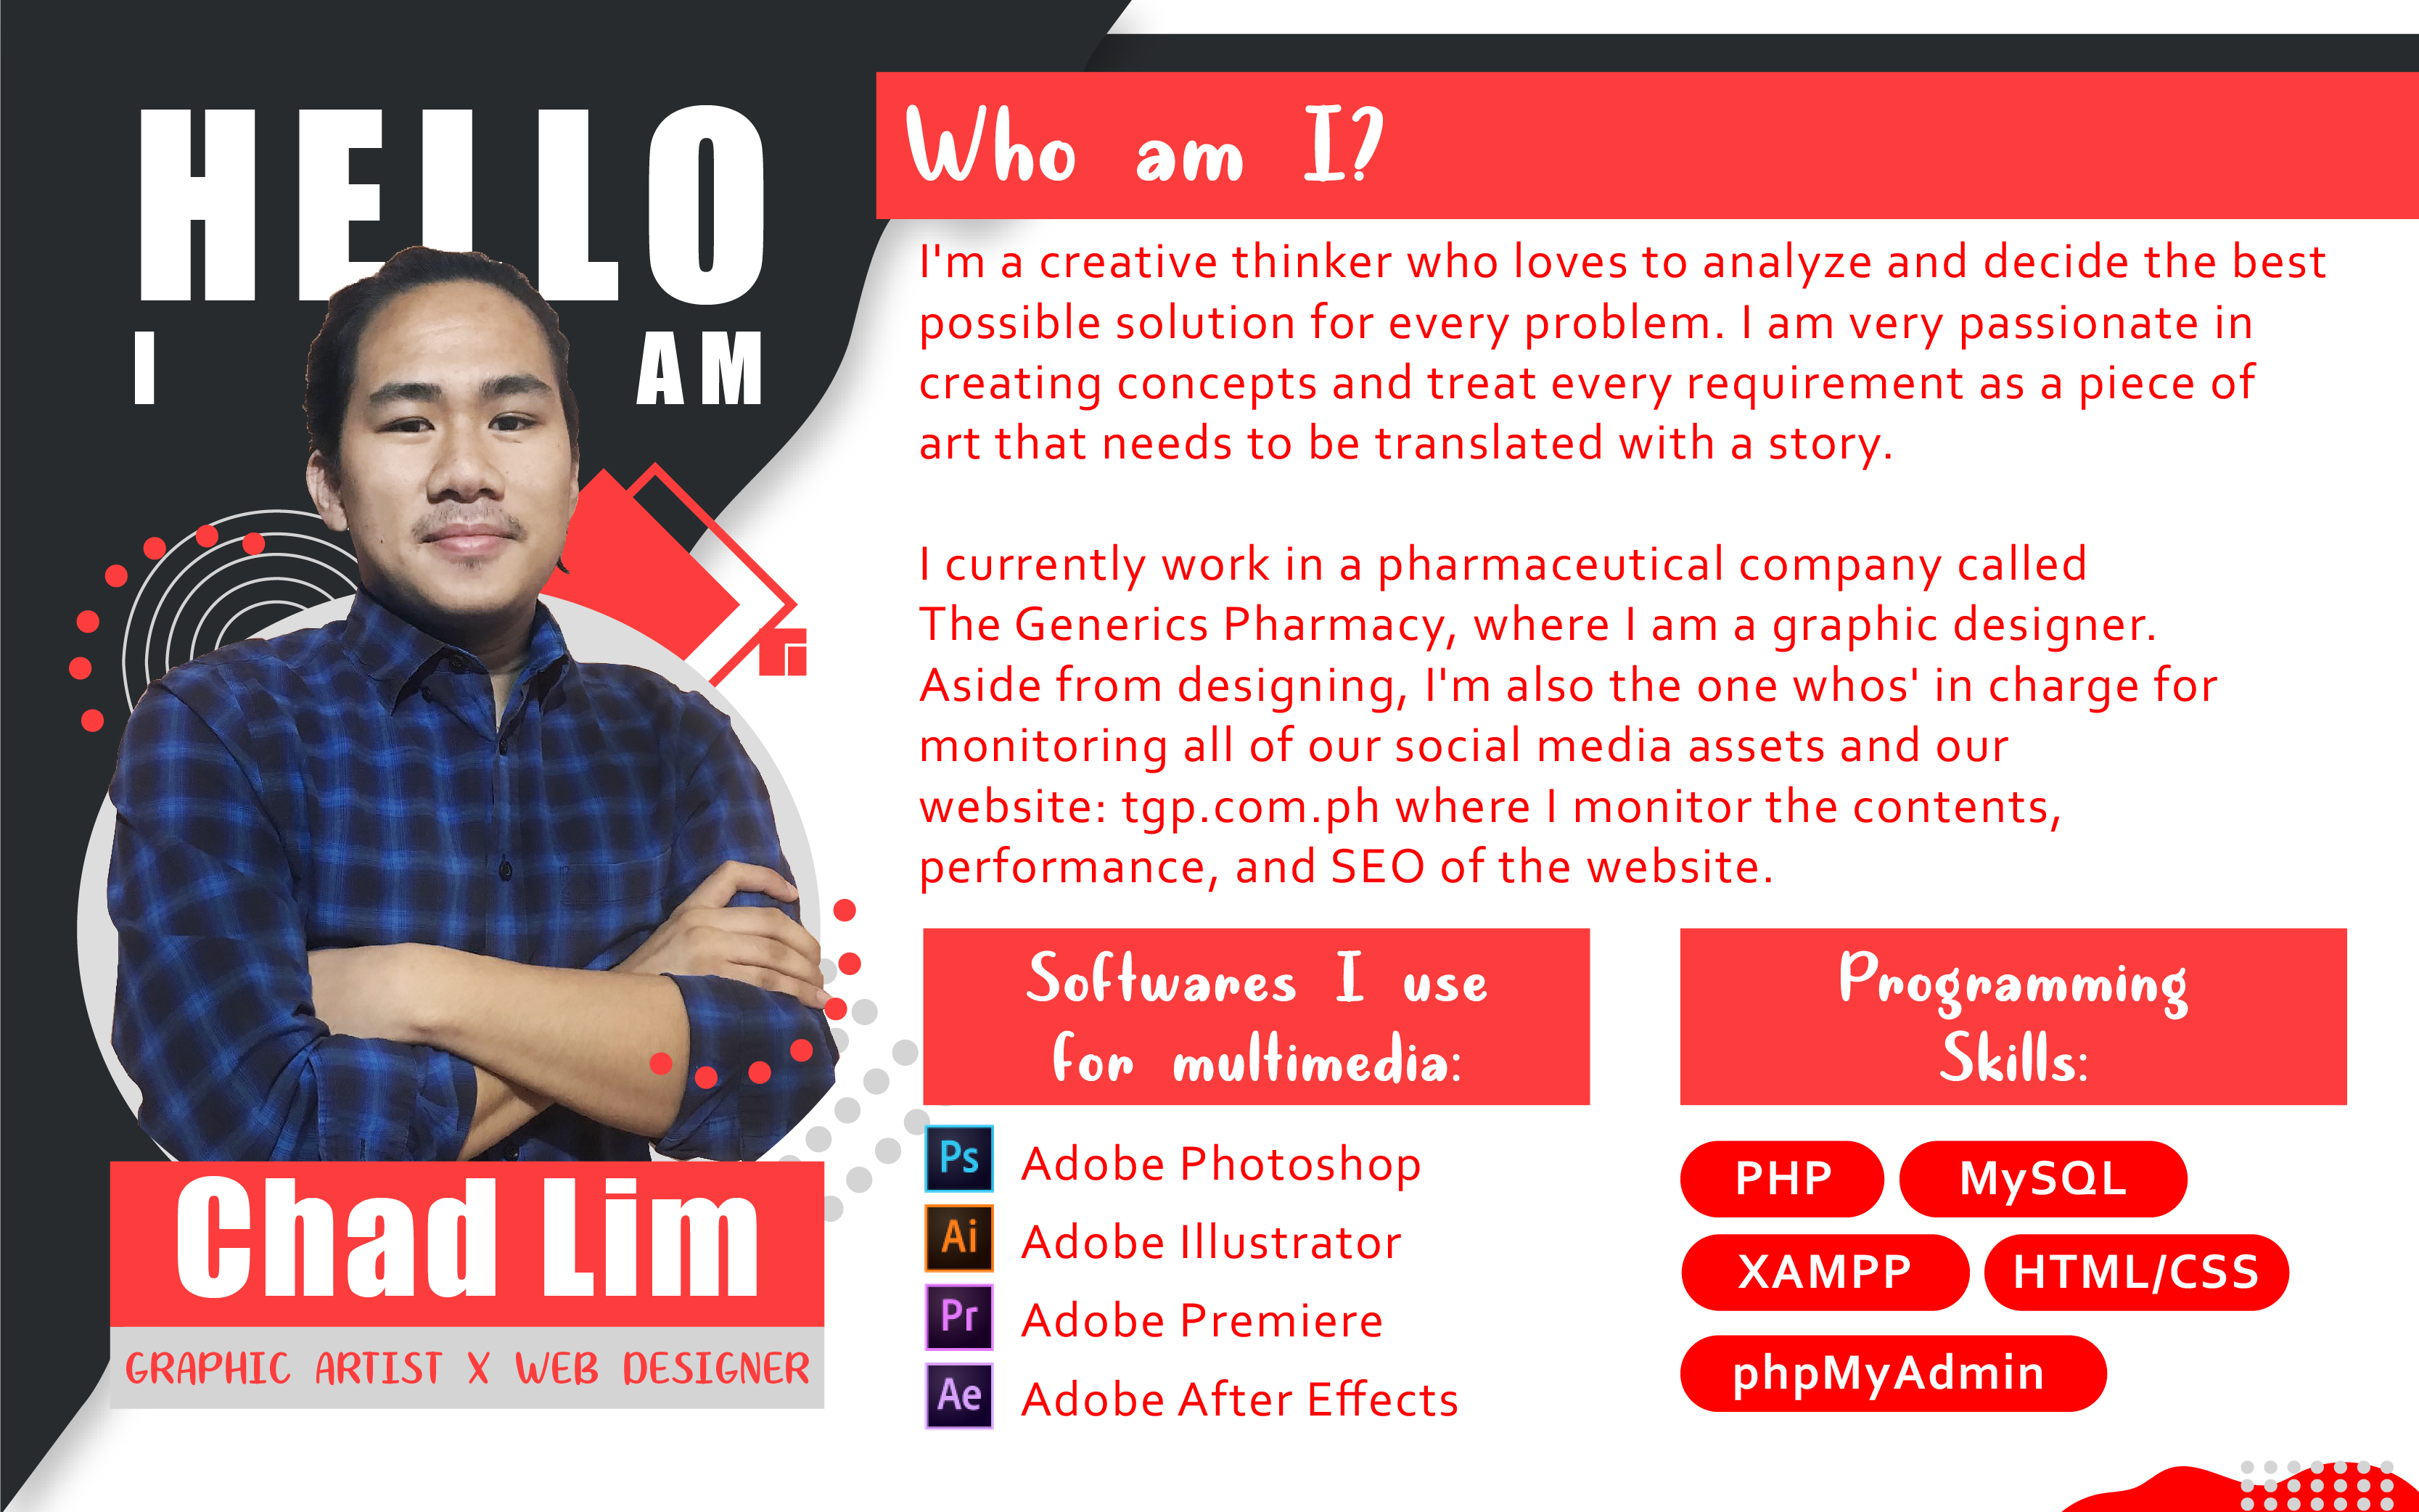 HELLO
I AM
Chad Lim
GRAPHIC ARTIST X WEB DESIGNER
Who am I?
I'm a creative thinker who loves to analyze and decide the best
possible solution for every problem. I am very passionate in
creating concepts and treat every requirement as a piece of
art that needs to be translated with a story.
I currently work in a pharmaceutical company called
The Generics Pharmacy, where I am a graphic designer.
Aside from designing, I'm also the one whos' in charge for
monitoring all of our social media assets and our
website: tgp.com.ph where I monitor the contents,
performance, and SEO of the website.
Softwares I use
for multimedia:
Ps Adobe Photoshop
Ai Adobe Illustrator
Pr Adobe Premiere
Ae Adobe After Effects
Programming
Skills:
PHP MySQL
XAMPP HTML/CSS
phpMyAdmin